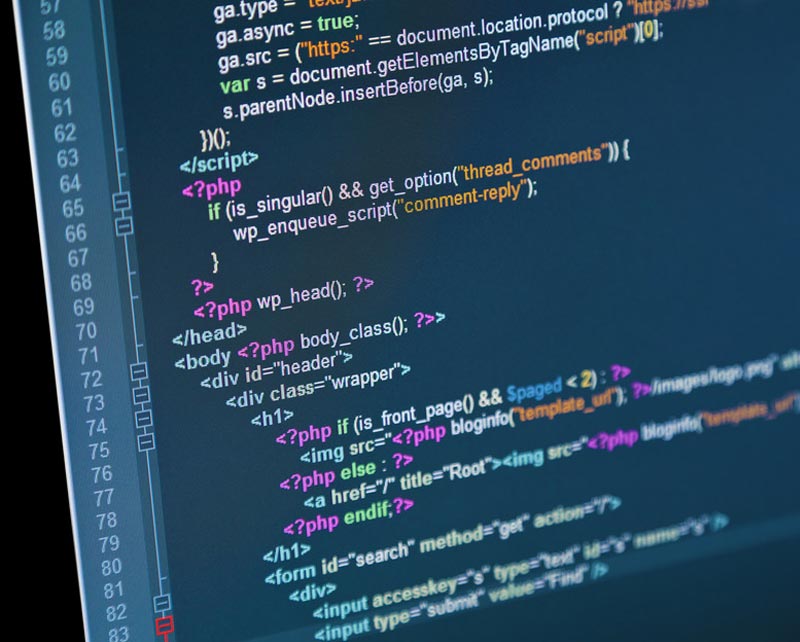 57
58 ga.type = "text/ja
59 ga.async = true;
60 ga.src = ("https:" == document.location.protocol ? "https://ssl
61 var s = document.getElementsByTagName("script")[0];
62 s.parentNode.insertBefore(ga, s);
63 })();
64 </script>
65 <?php
66 if (is_singular() && get_option("thread_comments")) {
67 wp_enqueue_script("comment-reply");
68 }
69 ?>
70 <?php wp_head(); ?>
71 </head>
72 <body <?php body_class(); ?>>
73 <div id="header">
74 <div class="wrapper">
75 <h1>
76 <?php if (is_front_page() && $paged < 2) : ?>
77 <img src="<?php bloginfo("template_url"); ?>/images/logo.png" al
78 <?php else : ?>
79 <a href="/" title="Root"><img src="<?php bloginfo("template_url")
80 <?php endif;?>
81 </h1>
82 <form id="search" method="get" action="/">
83 <div>
<input accesskey="s" type="text" id="s" name="s" />
<input type="submit" value="Find" />